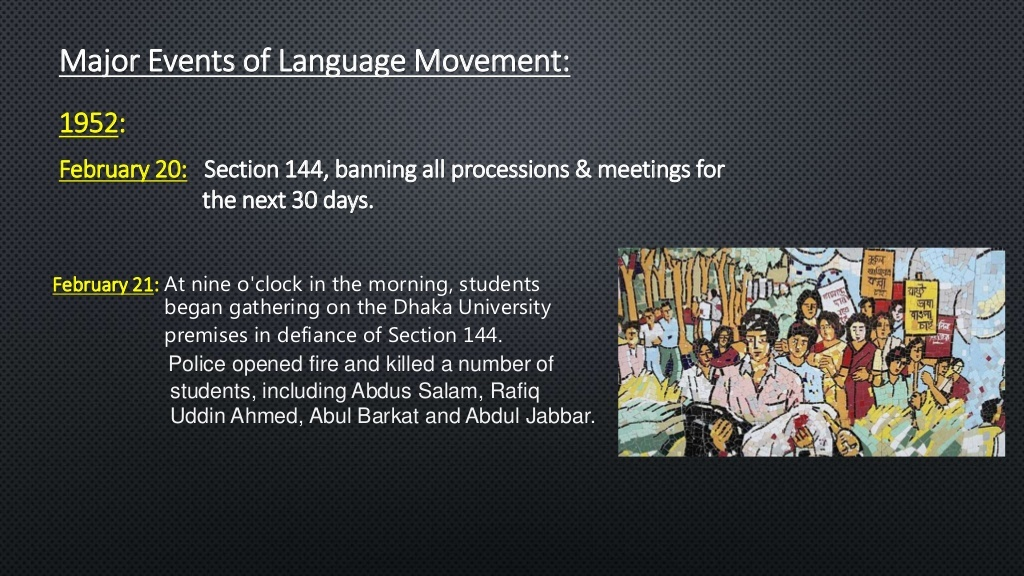 Major Events of Language Movement:
1952:
February 20: Section 144, banning all processions & meetings for
the next 30 days.
February 21: At nine o'clock in the morning, students
began gathering on the Dhaka University
premises in defiance of Section 144.
Police opened fire and killed a number of
students, including Abdus Salam, Rafiq
Uddin Ahmed, Abul Barkat and Abdul Jabbar.